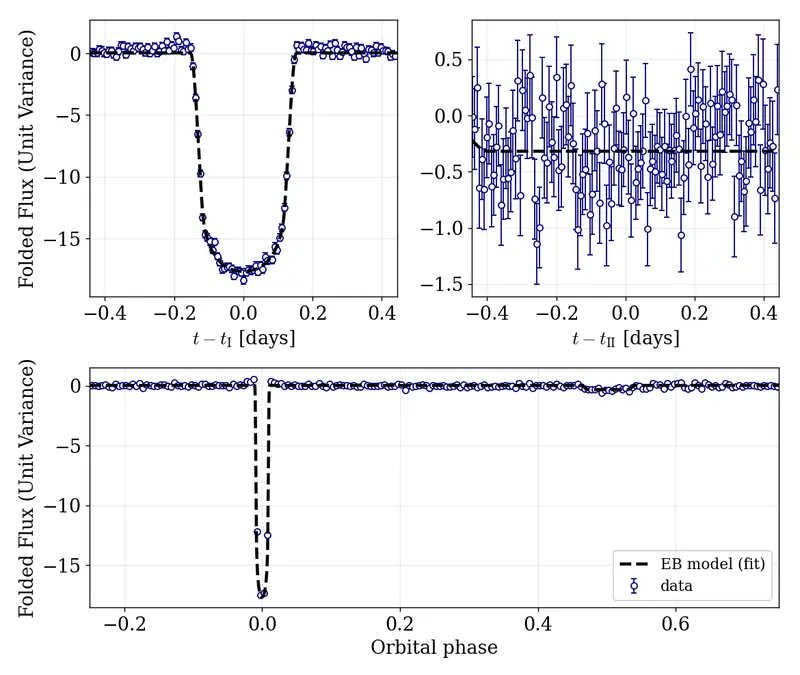 Folded Flux (Unit Variance)
0
−5
−10
−15
−0.4 −0.2 0.0 0.2 0.4
t − tI [days]
0.5
0.0
−0.5
−1.0
−1.5
−0.4 −0.2 0.0 0.2 0.4
t − tII [days]
Folded Flux (Unit Variance)
0
−5
−10
−15
EB model (fit)
data
−0.2 0.0 0.2 0.4 0.6
Orbital phase